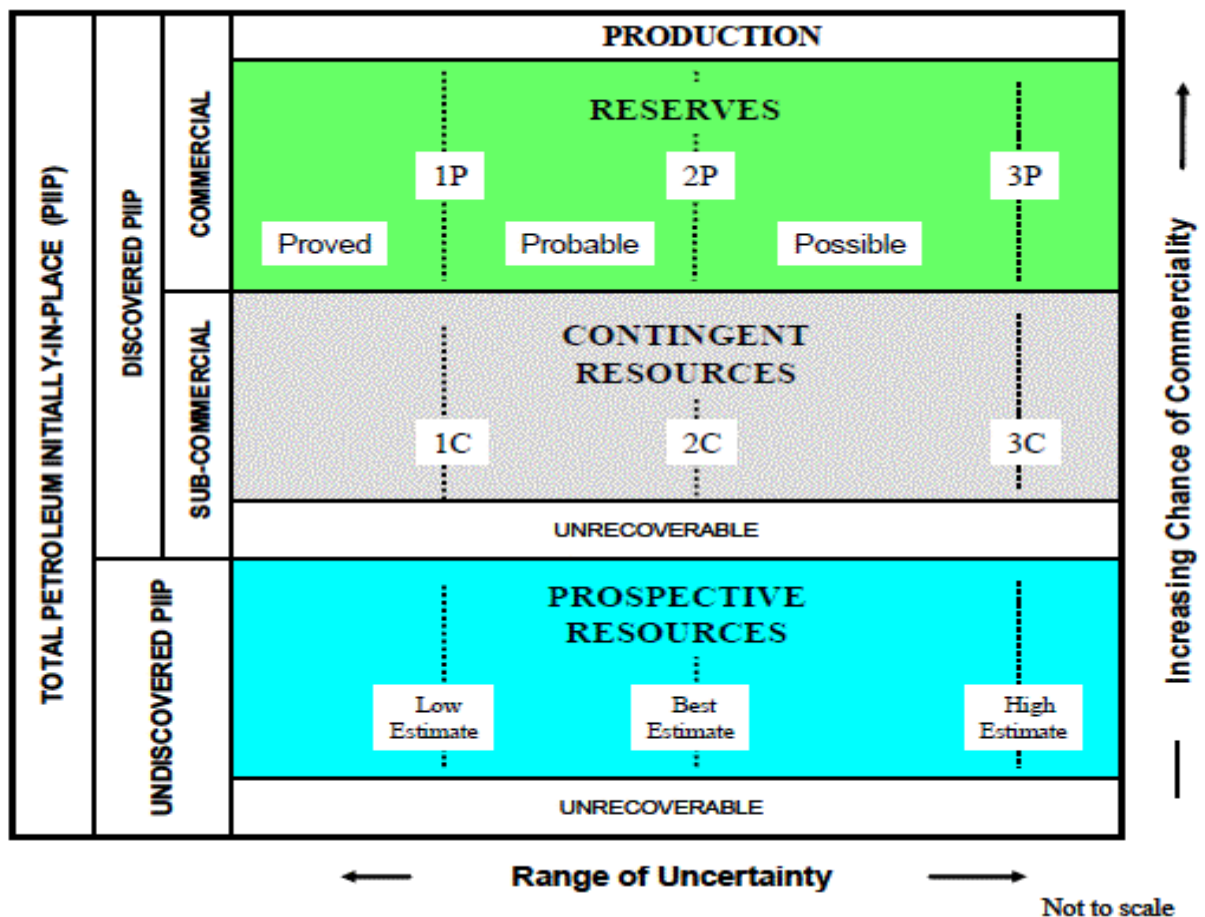 TOTAL PETROLEUM INITIALLY-IN-PLACE (PIIP)
DISCOVERED PIIP
UNDISCOVERED PIIP
COMMERCIAL
SUB-COMMERCIAL
PRODUCTION
RESERVES
1P
2P
3P
Proved
Probable
Possible
CONTINGENT
RESOURCES
1C
2C
3C
UNRECOVERABLE
PROSPECTIVE
RESOURCES
Low
Estimate
Best
Estimate
High
Estimate
UNRECOVERABLE
Increasing Chance of Commerciality
Range of Uncertainty
Not to scale